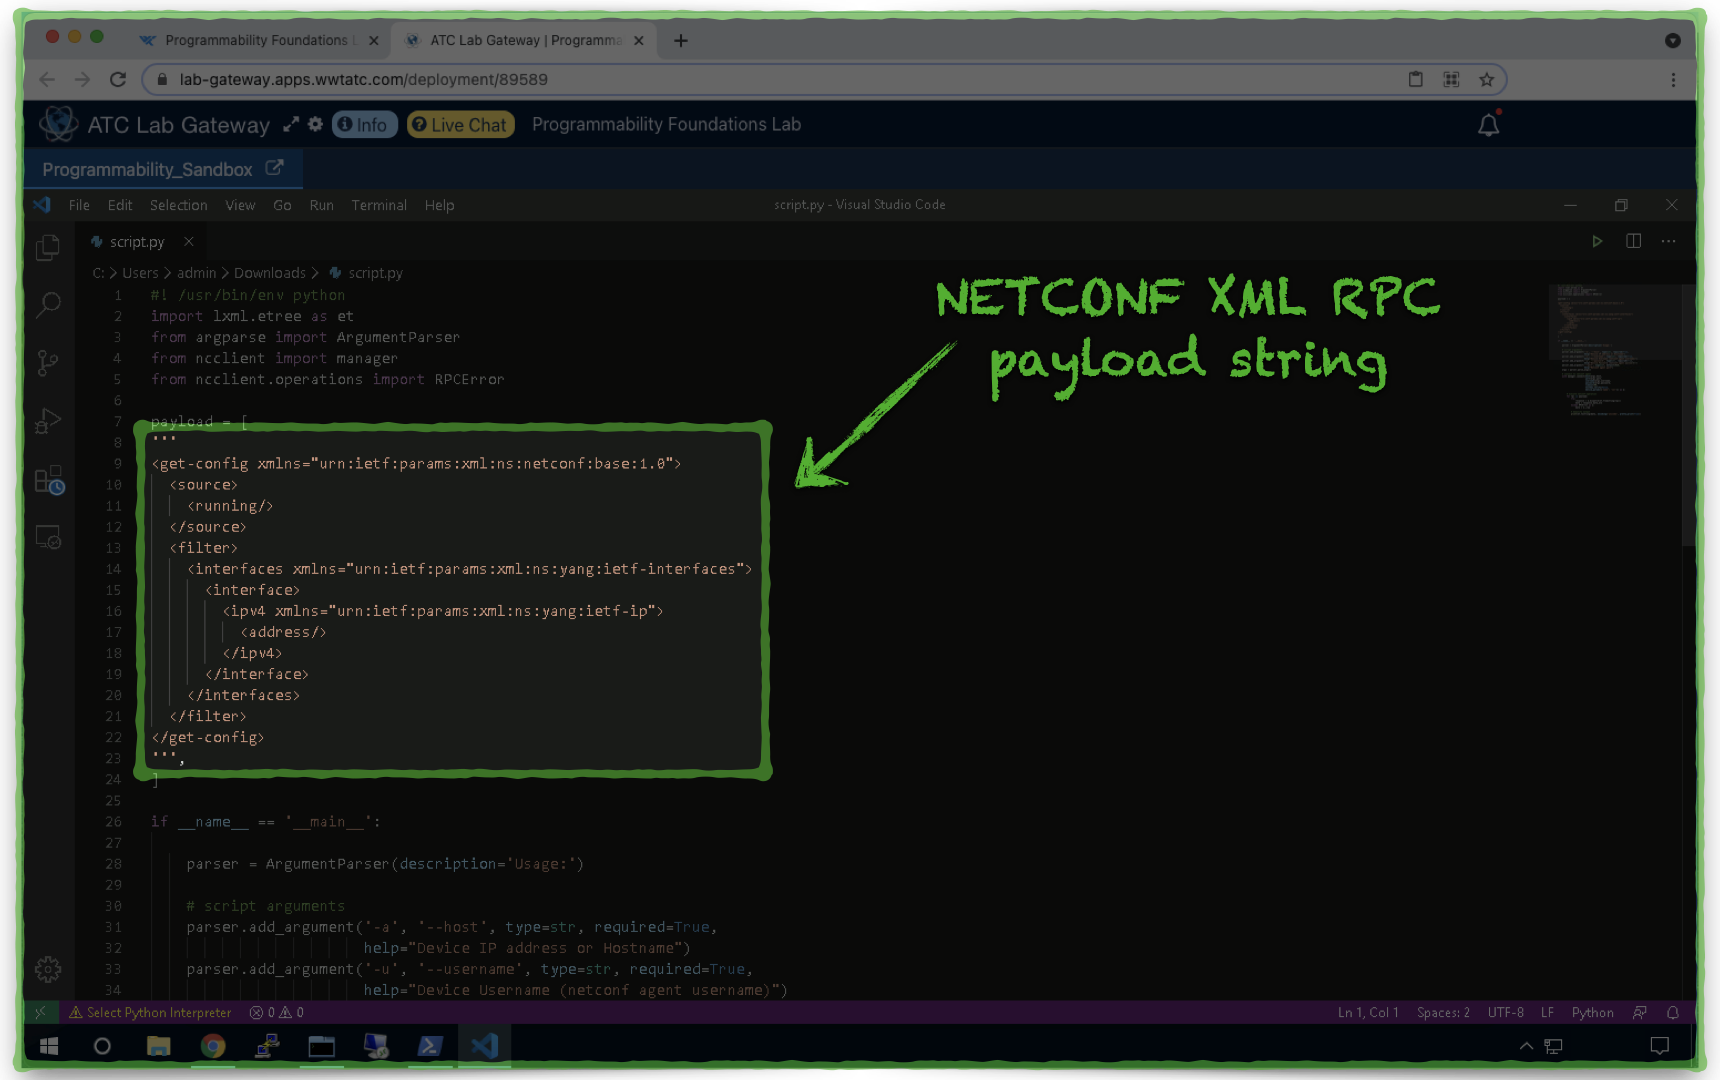 Programmability Foundations L
ATC Lab Gateway | Programma
lab-gateway.apps.wwtatc.com/deployment/89589
ATC Lab Gateway
Info
Live Chat
Programmability Foundations Lab
Programmability_Sandbox
File Edit Selection View Go Run Terminal Help
script.py - Visual Studio Code
script.py
C: > Users > admin > Downloads > script.py
NETCONF XML RPC
payload string
1 #! /usr/bin/env python
2 import lxml.etree as et
3 from argparse import ArgumentParser
4 from ncclient import manager
5 from ncclient.operations import RPCError
6
7 payload = [
8 '''
9 <get-config xmlns="urn:ietf:params:xml:ns:netconf:base:1.0">
10 <source>
11 <running/>
12 </source>
13 <filter>
14 <interfaces xmlns="urn:ietf:params:xml:ns:yang:ietf-interfaces">
15 <interface>
16 <ipv4 xmlns="urn:ietf:params:xml:ns:yang:ietf-ip">
17 <address/>
18 </ipv4>
19 </interface>
20 </interfaces>
21 </filter>
22 </get-config>
23 ''',
24 ]
25
26 if __name__ == '__main__':
27
28 parser = ArgumentParser(description='Usage:')
29
30 # script arguments
31 parser.add_argument('-a', '--host', type=str, required=True,
32 help="Device IP address or Hostname")
33 parser.add_argument('-u', '--username', type=str, required=True,
34 help="Device Username (netconf agent username)")
Select Python Interpreter 0 0
Ln 1, Col 1 Spaces: 2 UTF-8 LF Python